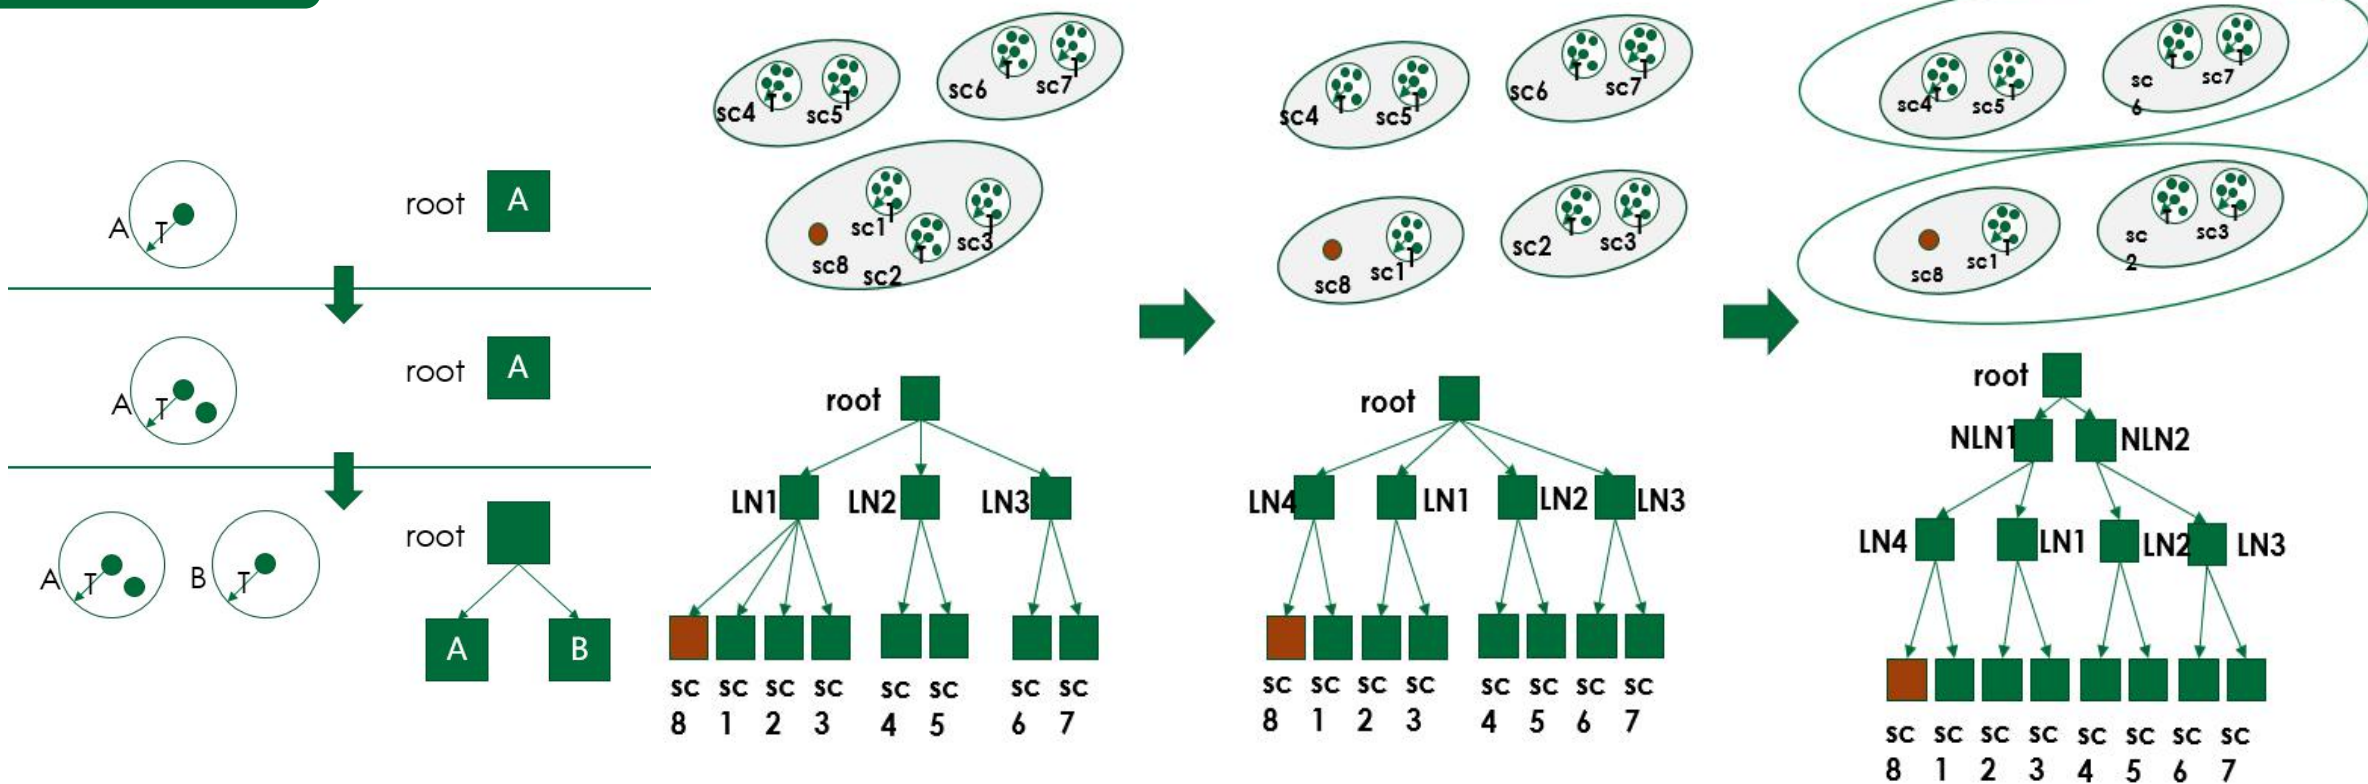 A T
root A
A T
root A
A T B T
root
A B
sc4 T sc5 T
sc6 T sc7 T
sc8 sc1 T sc2 T sc3 T
root
LN1 LN2 LN3
sc sc sc sc sc sc sc sc
8 1 2 3 4 5 6 7
sc4 T sc5 T
sc6 T sc7 T
sc8 sc1 T
sc2 T sc3 T
root
LN4 LN1 LN2 LN3
sc sc sc sc sc sc sc sc
8 1 2 3 4 5 6 7
sc4 T sc5 T
sc T sc7 T
6
sc8 sc1 T
sc T sc3 T
2
root
NLN1 NLN2
LN4 LN1 LN2 LN3
sc sc sc sc sc sc sc sc
8 1 2 3 4 5 6 7